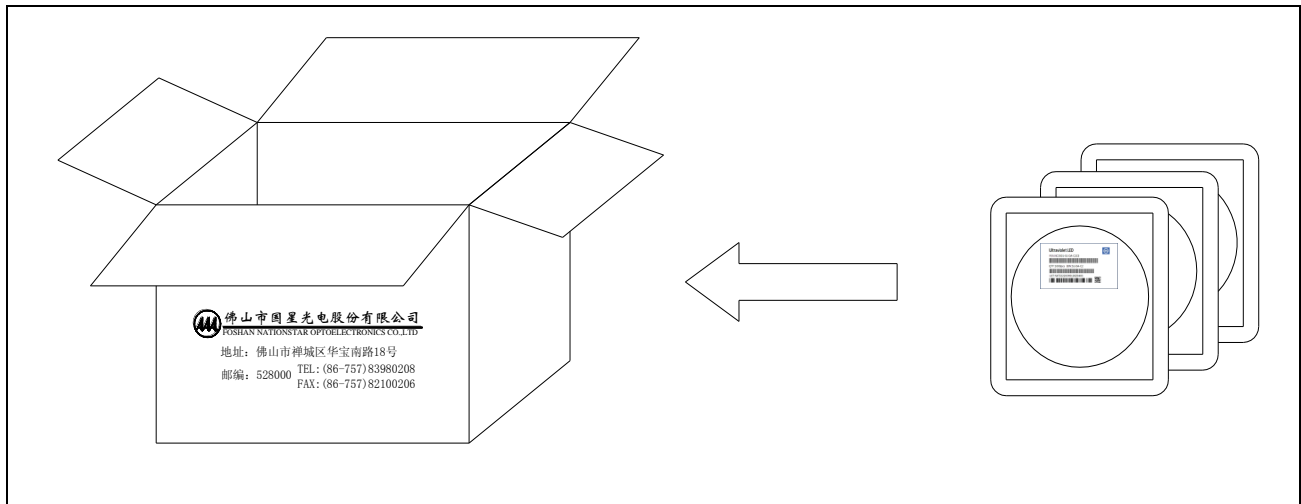 佛山市国星光电股份有限公司
FOSHAN NATIONSTAR OPTOELECTRONICS CO.,LTD
地址：佛山市禅城区华宝南路18号
邮编：528000
TEL:(86-757)83980208
FAX:(86-757)82100206
Ultraviolet LED